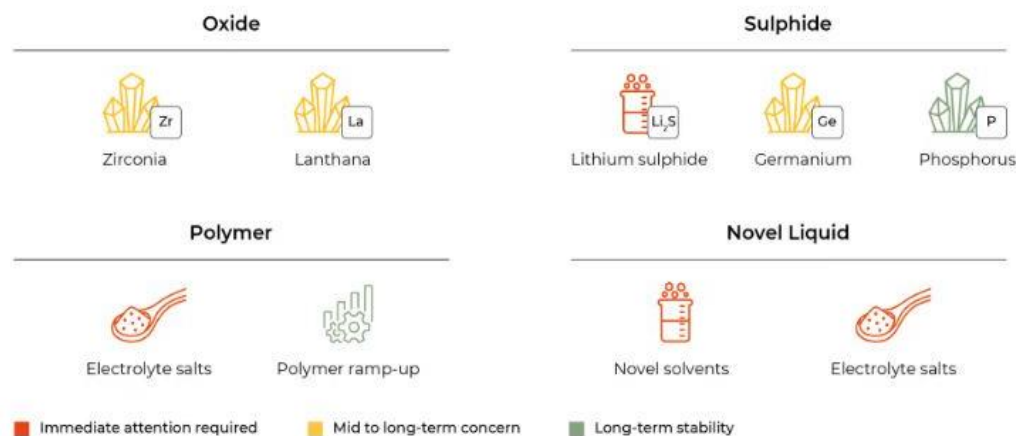 Oxide
Zr
Zirconia
La
Lanthana
Sulphide
Li₂S
Lithium sulphide
Ge
Germanium
P
Phosphorus
Polymer
Electrolyte salts
Polymer ramp-up
Novel Liquid
Novel solvents
Electrolyte salts
Immediate attention required
Mid to long-term concern
Long-term stability